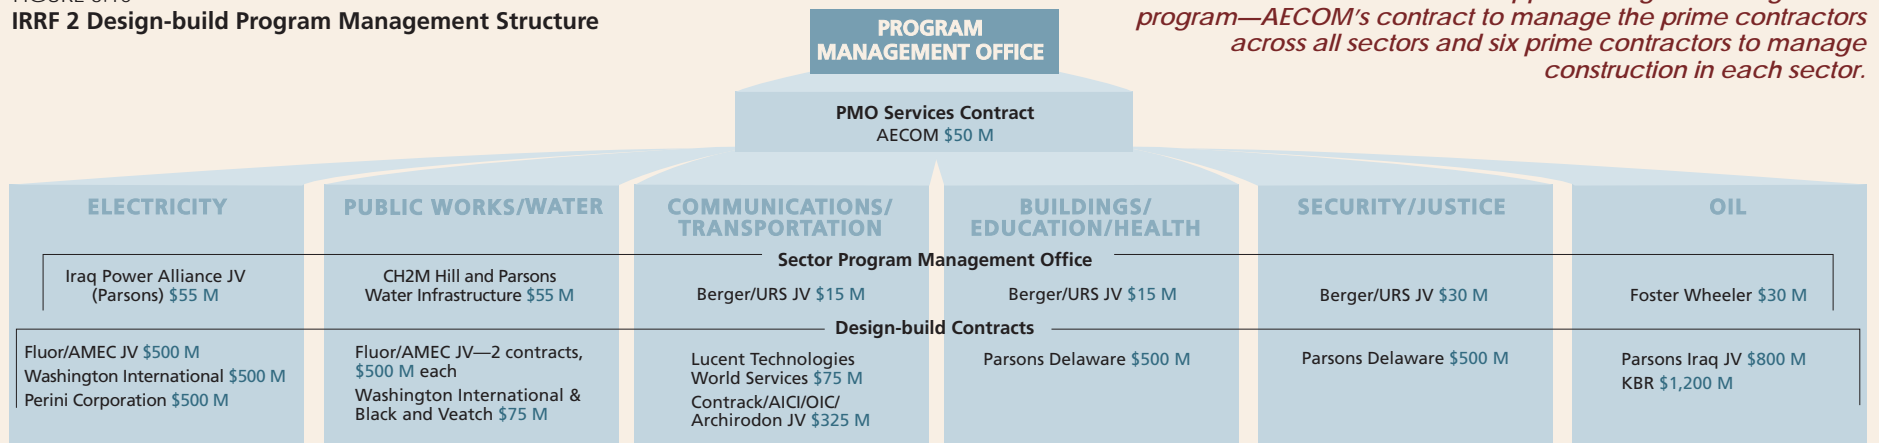 IRRF 2 Design-build Program Management Structure
program—AECOM's contract to manage the prime contractors
across all sectors and six prime contractors to manage
construction in each sector.
PROGRAM
MANAGEMENT OFFICE
PMO Services Contract
AECOM $50 M
ELECTRICITY
PUBLIC WORKS/WATER
COMMUNICATIONS/
TRANSPORTATION
BUILDINGS/
EDUCATION/HEALTH
SECURITY/JUSTICE
OIL
Sector Program Management Office
Iraq Power Alliance JV
(Parsons) $55 M
CH2M Hill and Parsons
Water Infrastructure $55 M
Berger/URS JV $15 M
Berger/URS JV $15 M
Berger/URS JV $30 M
Foster Wheeler $30 M
Design-build Contracts
Fluor/AMEC JV $500 M
Washington International $500 M
Perini Corporation $500 M
Fluor/AMEC JV—2 contracts,
$500 M each
Washington International &
Black and Veatch $75 M
Lucent Technologies
World Services $75 M
Contrack/AICI/OIC/
Archirodon JV $325 M
Parsons Delaware $500 M
Parsons Delaware $500 M
Parsons Iraq JV $800 M
KBR $1,200 M